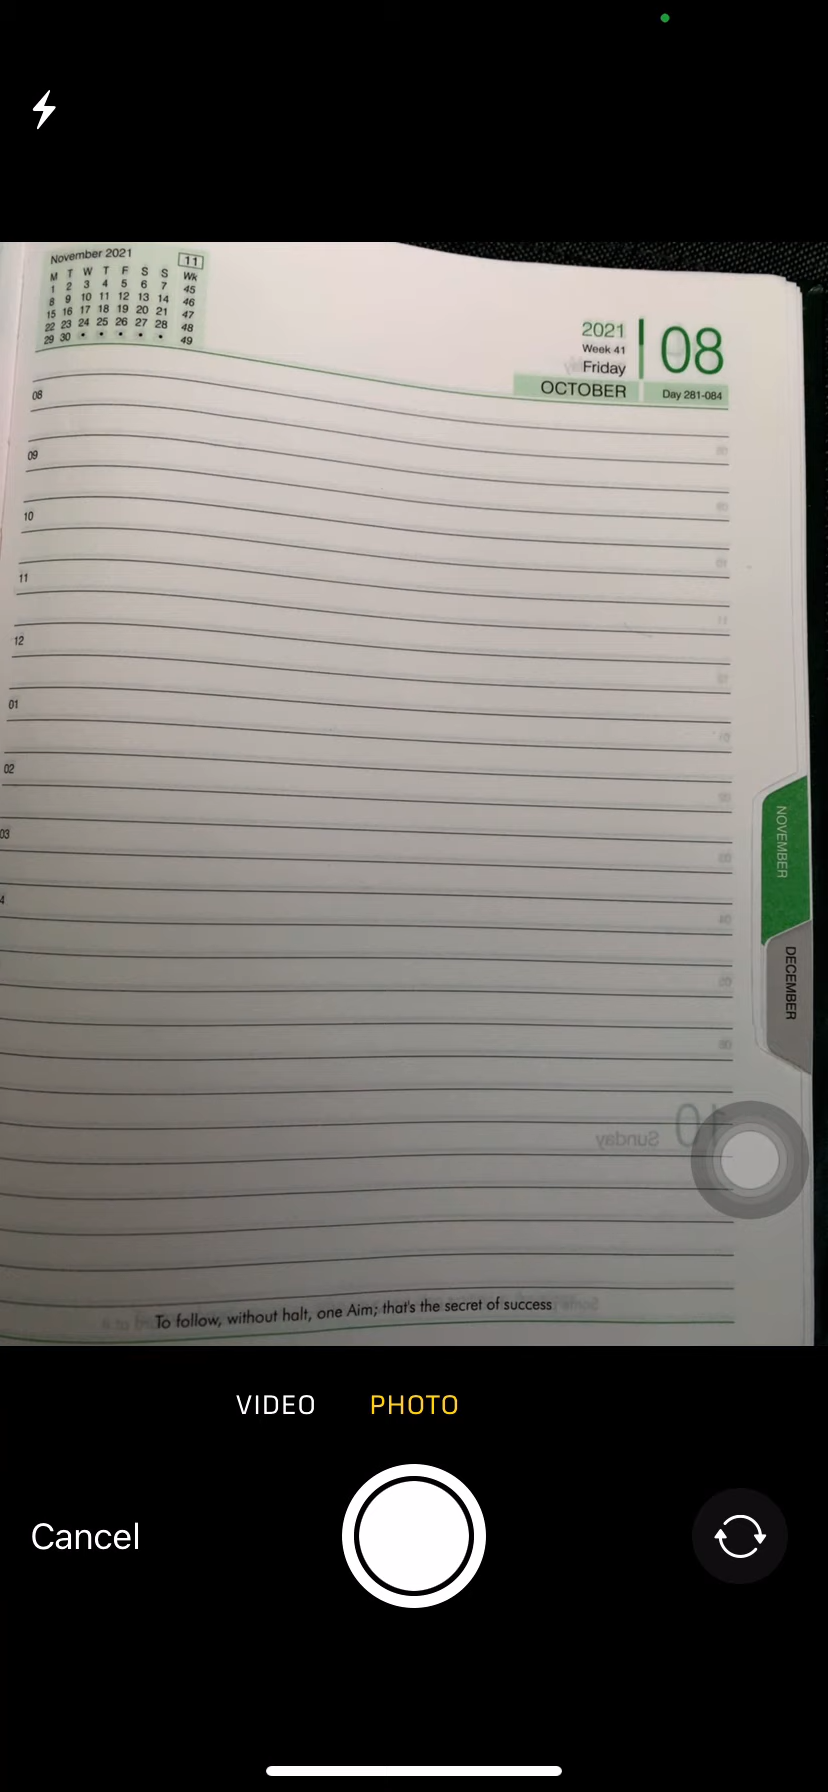 November 2021 11
M T W T F S S Wk
1 2 3 4 5 6 7 45
8 9 10 11 12 13 14 46
15 16 17 18 19 20 21 47
22 23 24 25 26 27 28 48
29 30 • • • • • 49
2021
Week 41
Friday
08
OCTOBER
Day 281-084
08
09
10
11
12
01
02
03
4
NOVEMBER
DECEMBER
10
Sunday
To follow, without halt, one Aim; that's the secret of success
VIDEO PHOTO
Cancel